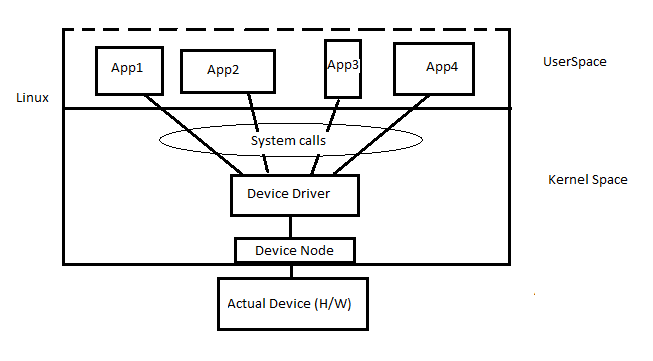 UserSpace
App1
App2
App3
App4
Linux
System calls
Kernel Space
Device Driver
Device Node
Actual Device (H/W)